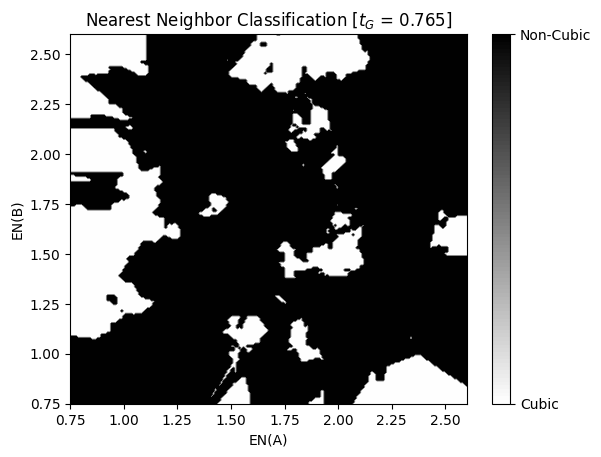 Nearest Neighbor Classification [$t_G$ = 0.765]
2.50
2.25
2.00
1.75
1.50
1.25
1.00
0.75
EN(B)
0.75 1.00 1.25 1.50 1.75 2.00 2.25 2.50
EN(A)
Non-Cubic
Cubic